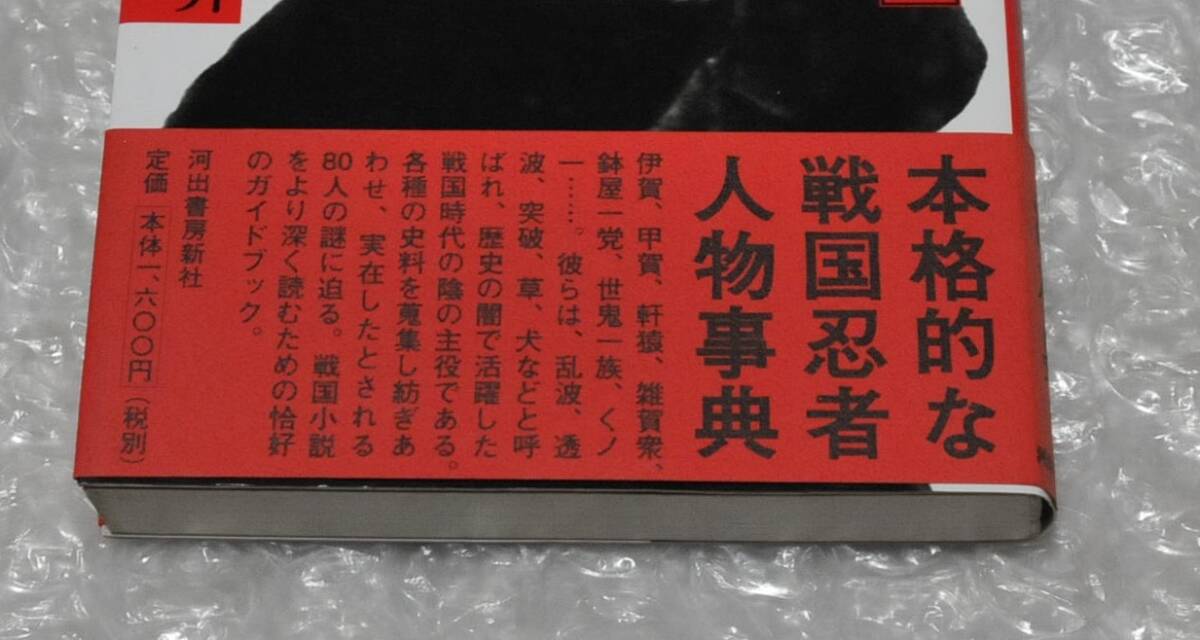 本格的な
戦国忍者
人物事典
伊賀、甲賀、軒猿、雑賀衆、
鉢屋一党、世鬼一族、くノ
一……。彼らは、乱波、透
波、突破、草、犬などと呼
ばれ、歴史の闇で活躍した
戦国時代の陰の主役である。
各種の史料を蒐集し紡ぎあ
わせ、実在したとされる
80人の謎に迫る。戦国小説
をより深く読むための恰好
のガイドブック。
河出書房新社
定価 本体一、六〇〇円（税別）